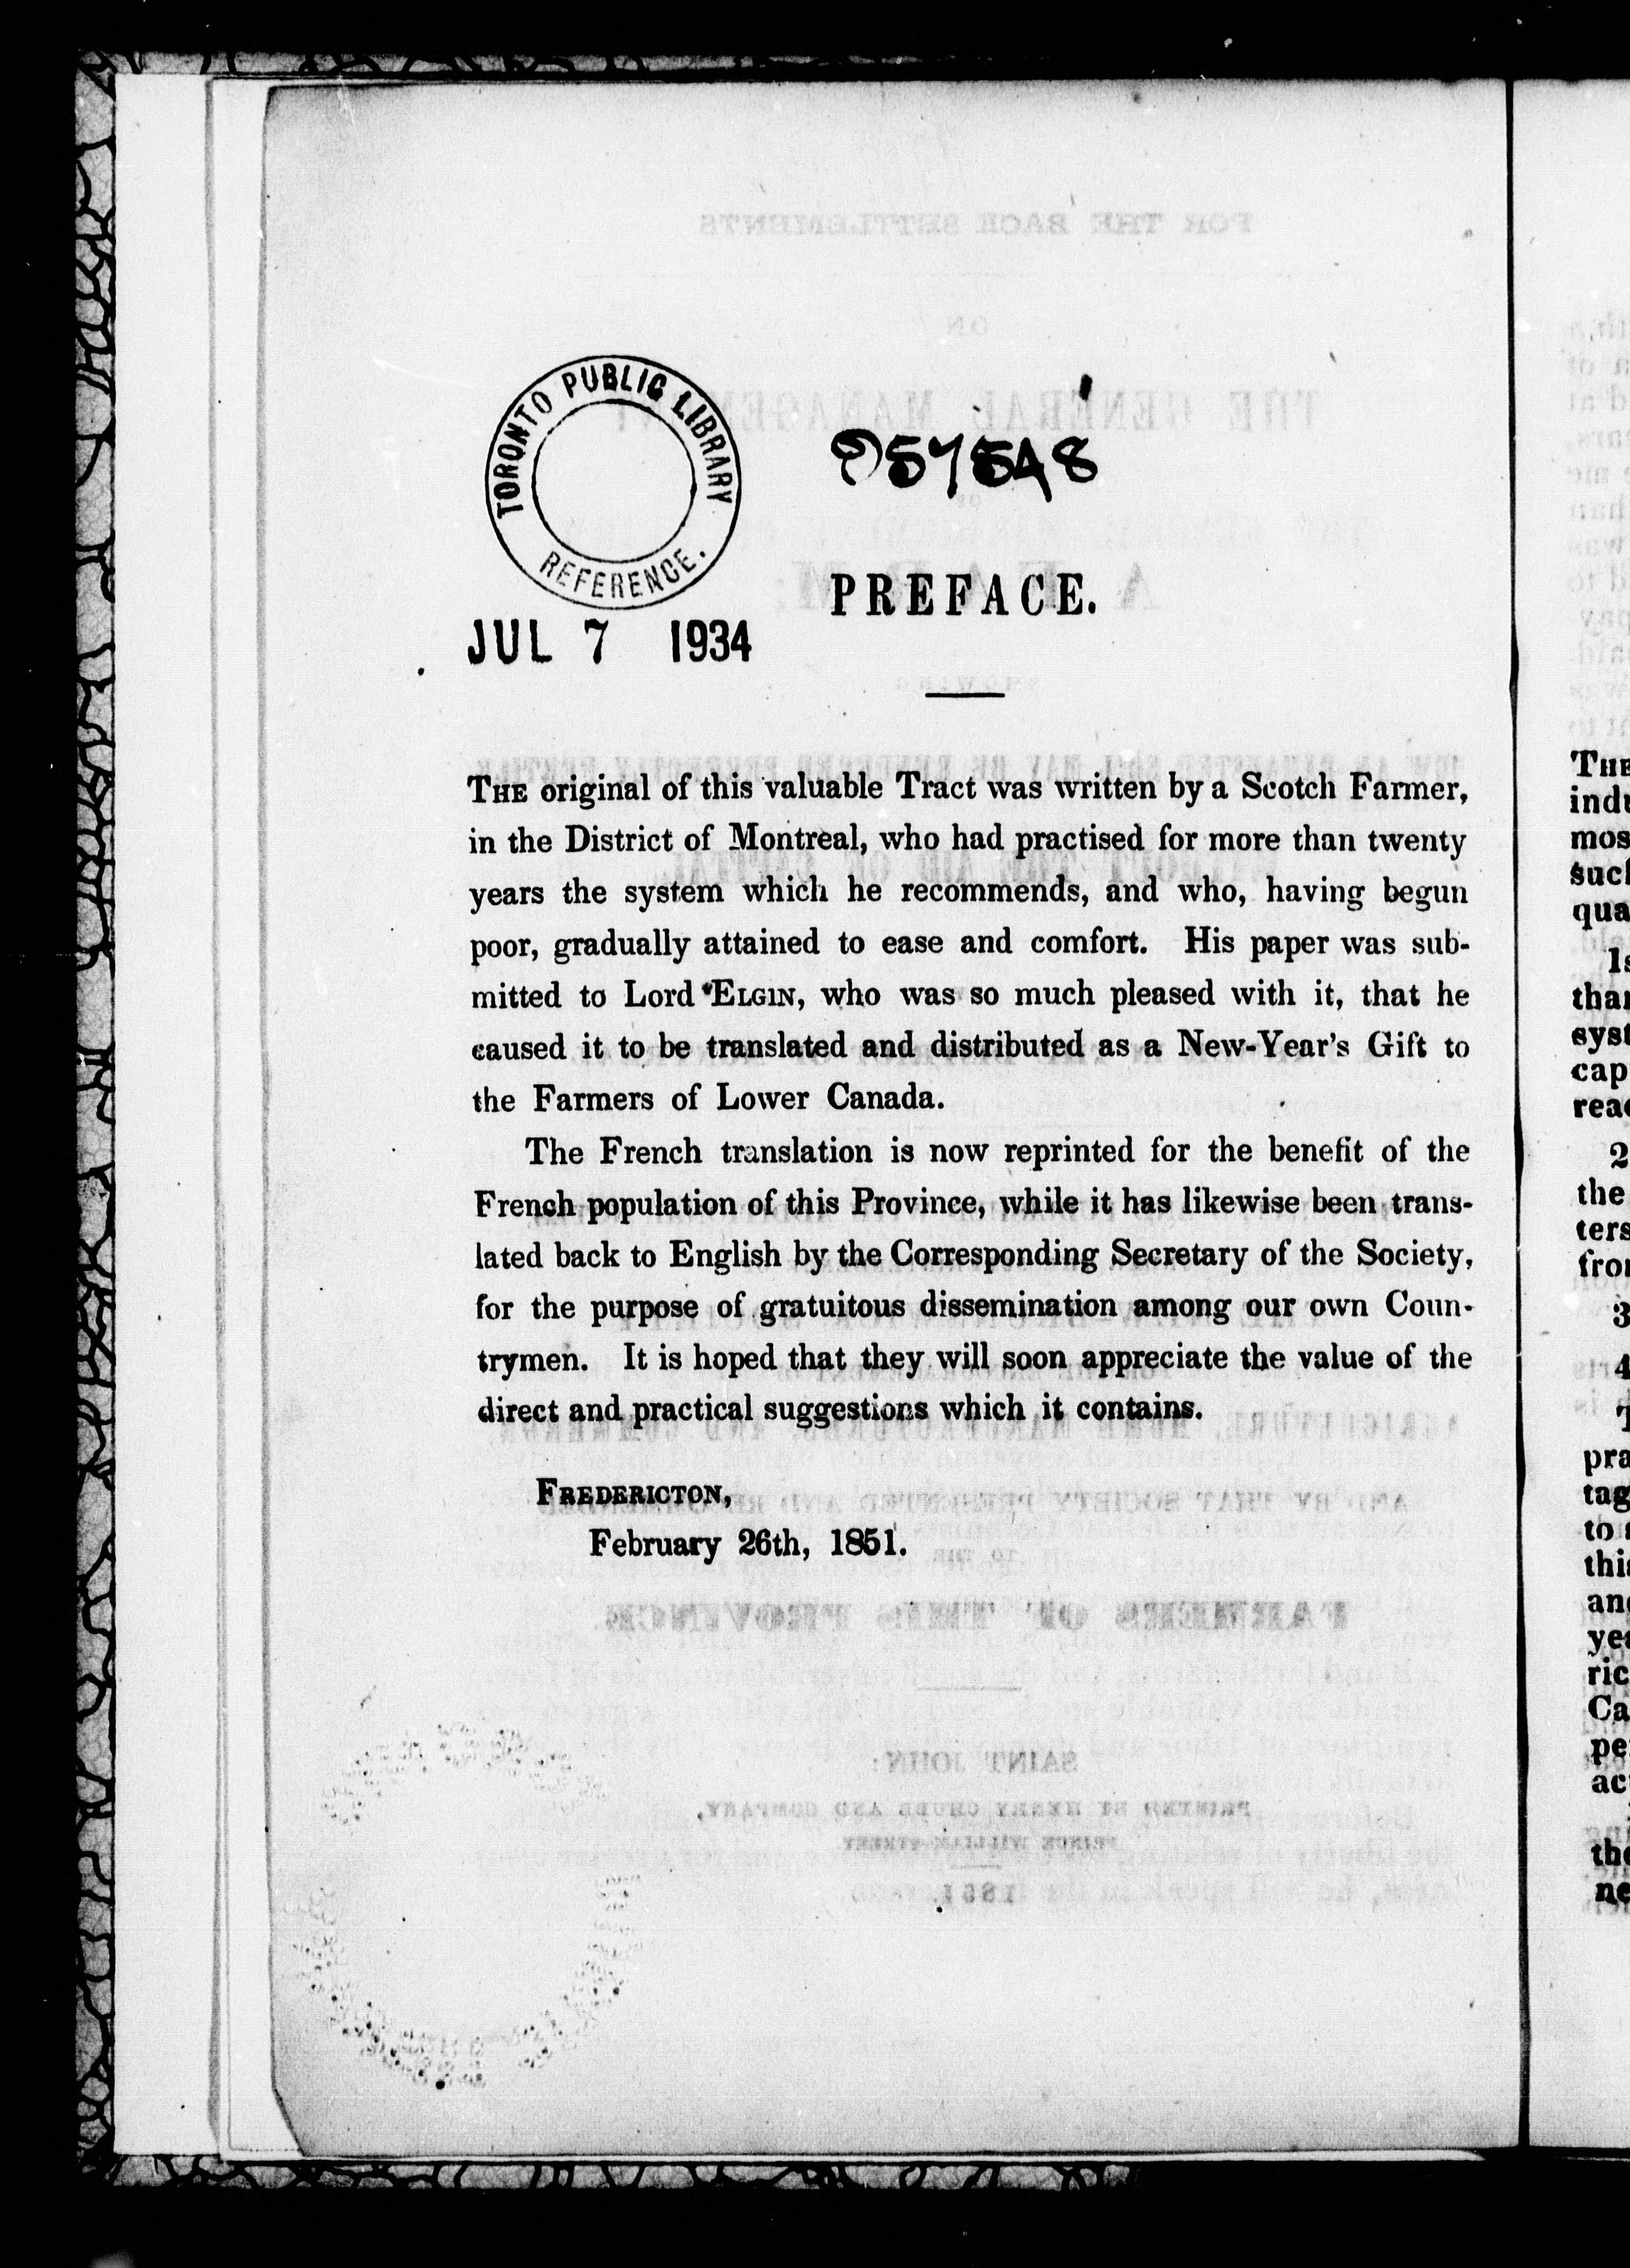 TORONTO PUBLIC LIBRARY
REFERENCE.
JUL 7 1934
PREFACE.
THE original of this valuable Tract was written by a Scotch Farmer,
in the District of Montreal, who had practised for more than twenty
years the system which he recommends, and who, having begun
poor, gradually attained to ease and comfort. His paper was sub-
mitted to Lord ELGIN, who was so much pleased with it, that he
caused it to be translated and distributed as a New-Year's Gift to
the Farmers of Lower Canada.
The French translation is now reprinted for the benefit of the
French population of this Province, while it has likewise been trans-
lated back to English by the Corresponding Secretary of the Society,
for the purpose of gratuitous dissemination among our own Coun-
trymen. It is hoped that they will soon appreciate the value of the
direct and practical suggestions which it contains.
FREDERICTON,
February 26th, 1851.